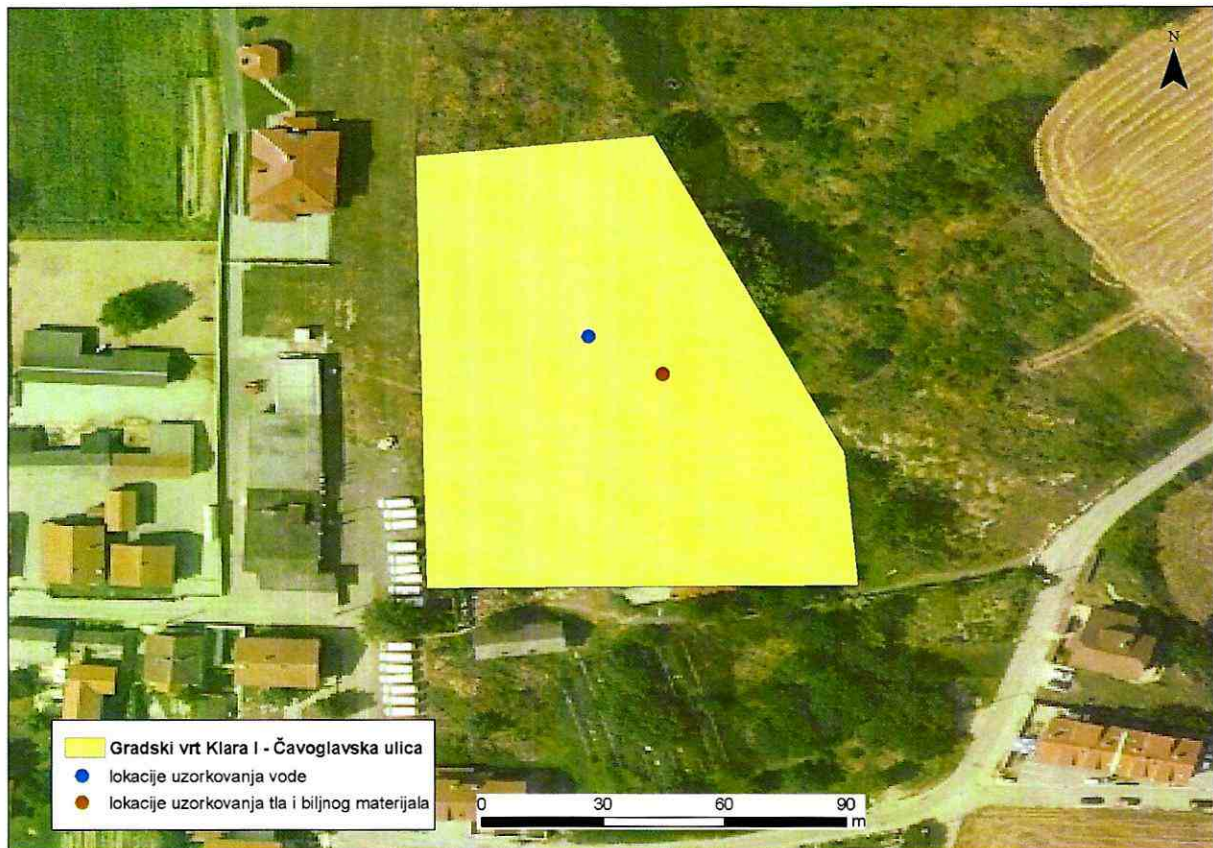 N
Gradski vrt Klara I - Čavoglavska ulica
lokacije uzorkovanja vode
lokacije uzorkovanja tla i biljnog materijala
0 30 60 90
m